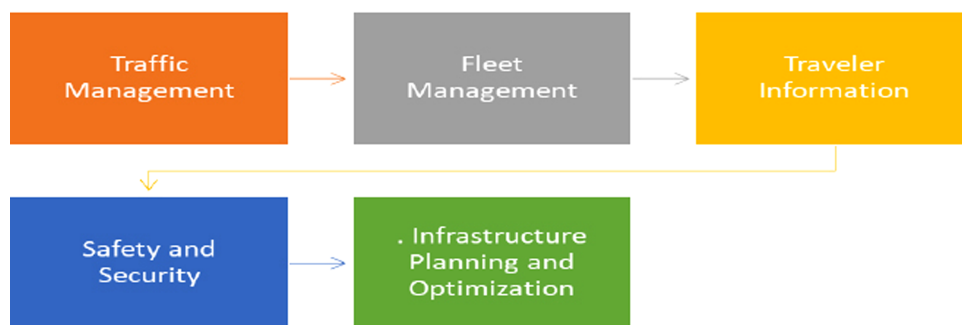 Traffic
Management
Fleet
Management
Traveler
Information
Safety and
Security
. Infrastructure
Planning and
Optimization